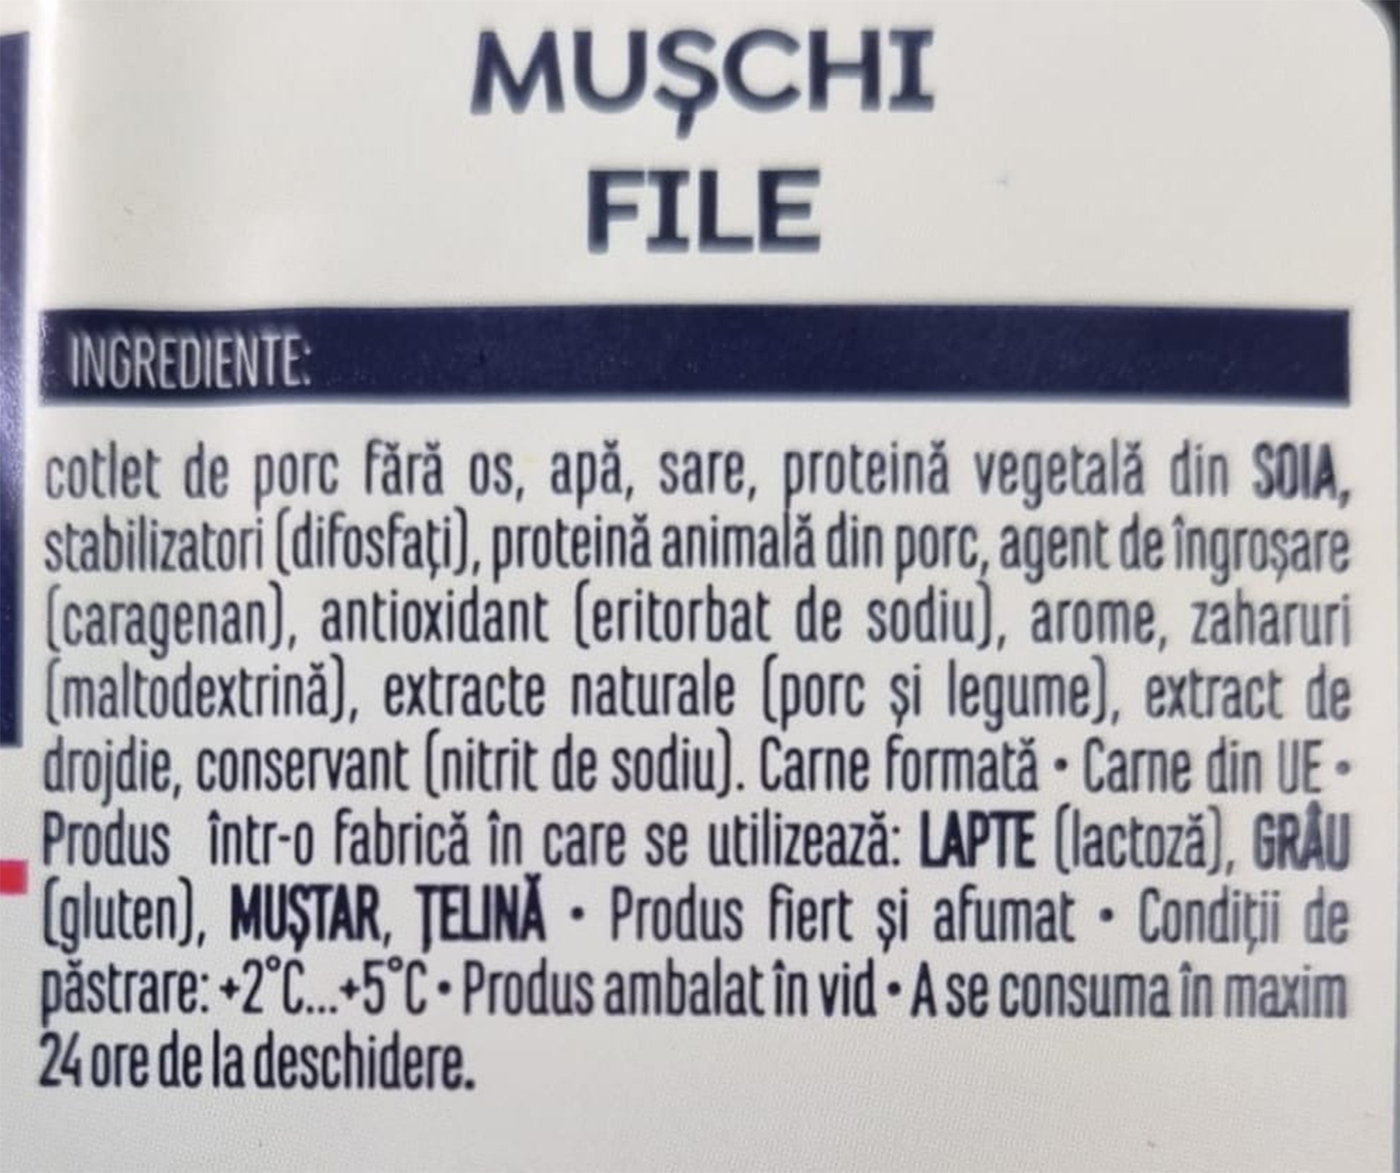 MUȘCHI
FILE
INGREDIENTE:
cotlet de porc fără os, apă, sare, proteină vegetală din SOIA,
stabilizatori (difosfați), proteină animală din porc, agent de îngroșare
(caragenan), antioxidant (eritorbat de sodiu), arome, zaharuri
(maltodextrină), extracte naturale (porc și legume), extract de
drojdie, conservant (nitrit de sodiu). Carne formată • Carne din UE •
Produs într-o fabrică în care se utilizează: LAPTE (lactoză), GRÂU
(gluten), MUȘTAR, ȚELINĂ • Produs fiert și afumat • Condiții de
păstrare: +2°C...+5°C • Produs ambalat în vid • A se consuma în maxim
24 ore de la deschidere.